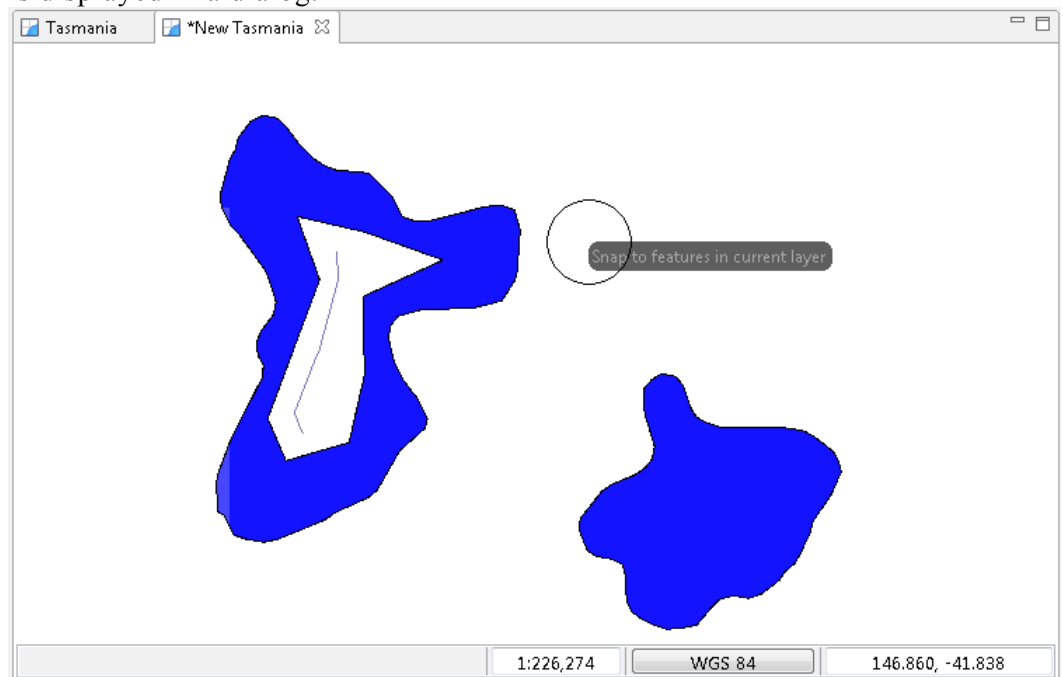 Tasmania
*New Tasmania
Snap to features in current layer
1:226,274
WGS 84
146.860, -41.838